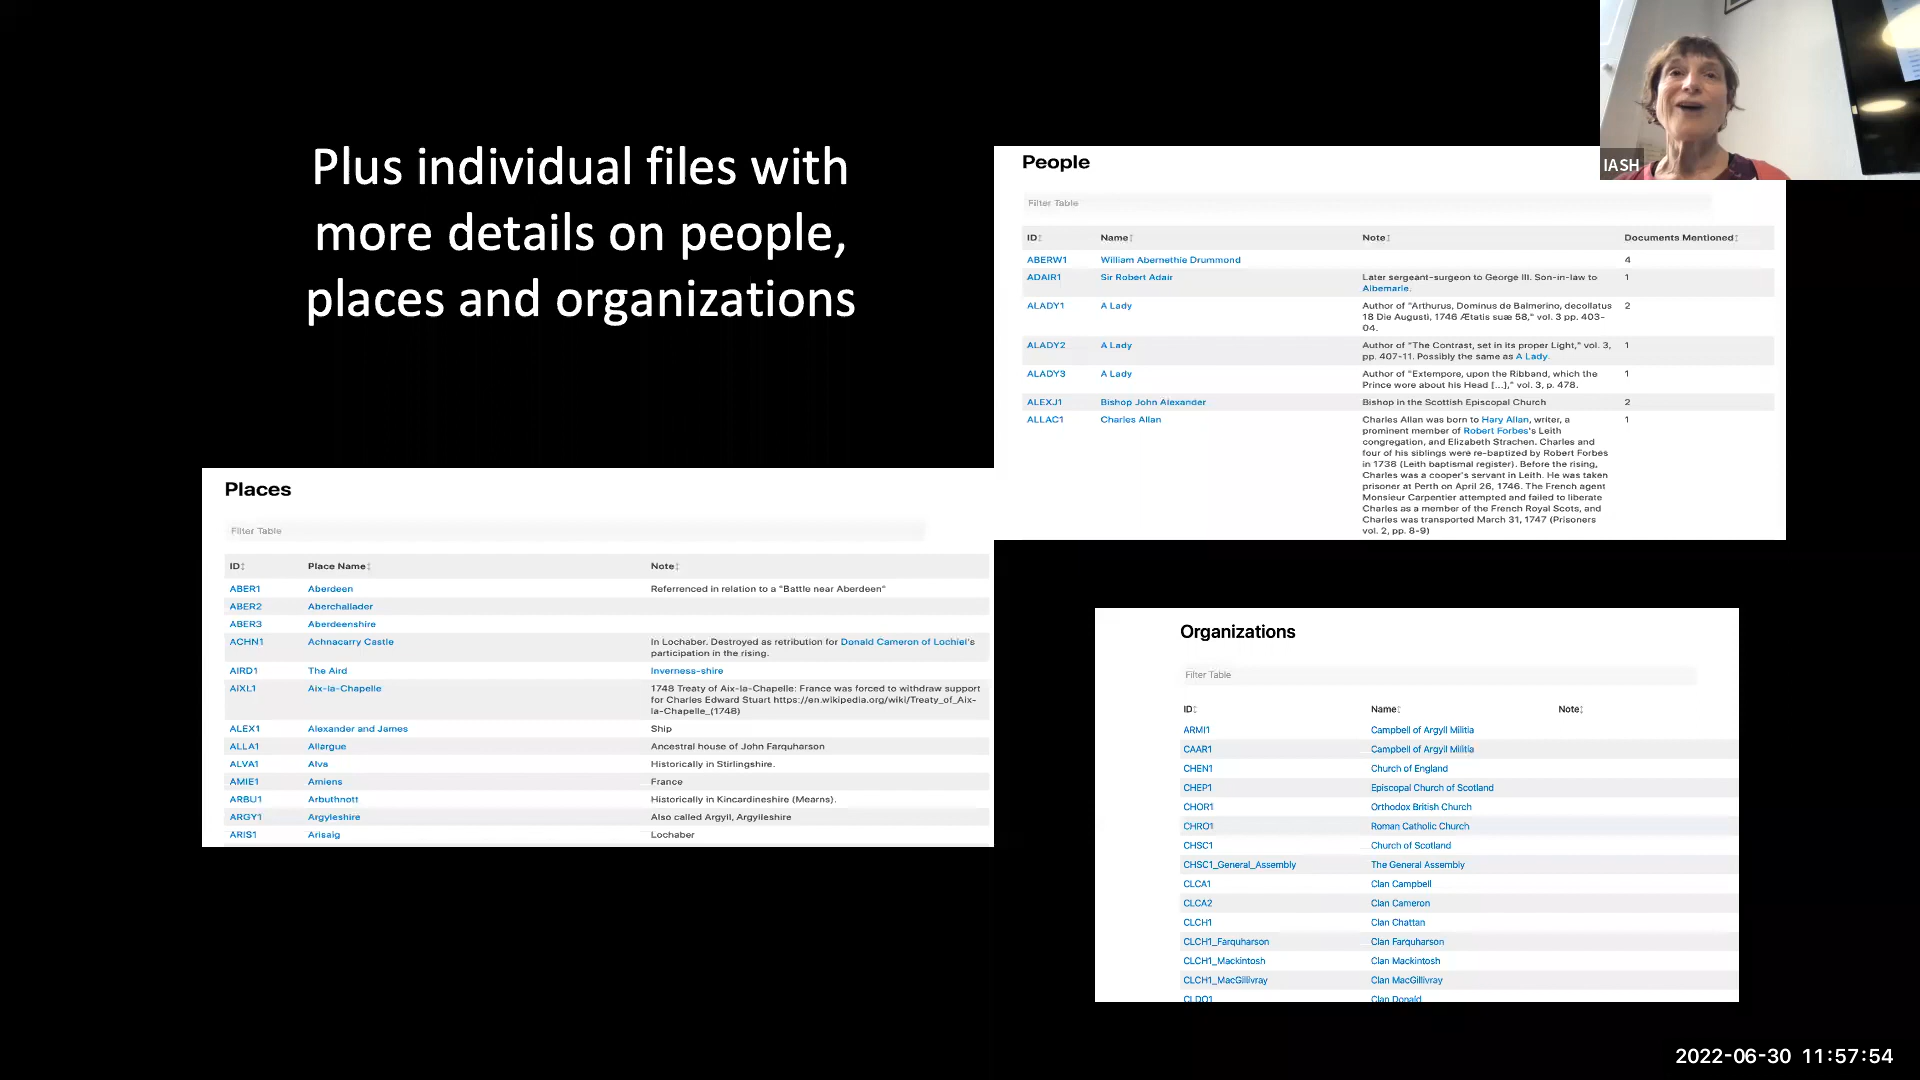 Plus individual files with
more details on people,
places and organizations
IASH
People
Filter Table
ID Name Note Documents Mentioned
ABERW1 William Abernethie Drummond 4
ADAIR1 Sir Robert Adair Later sergeant-surgeon to George III. Son-in-law to 1
Albemarle.
ALADY1 A Lady Author of "Arthurus, Dominus de Balmerino, decollatus 2
18 Die Augusti, 1746 Ætatis suæ 58," vol. 3 pp. 403-
04.
ALADY2 A Lady Author of "The Contrast, set in its proper Light," vol. 3, 1
pp. 407-11. Possibly the same as A Lady.
ALADY3 A Lady Author of "Extempore, upon the Ribband, which the 1
Prince wore about his Head [...]," vol. 3, p. 478.
ALEXJ1 Bishop John Alexander Bishop in the Scottish Episcopal Church 2
ALLAC1 Charles Allan Charles Allan was born to Hary Allan, writer, a 1
prominent member of Robert Forbes's Leith
congregation, and Elizabeth Strachen. Charles and
four of his siblings were re-baptized by Robert Forbes
in 1738 (Leith baptismal register). Before the rising,
Charles was a cooper's servant in Leith. He was taken
prisoner at Perth on April 26, 1746. The French agent
Monsieur Carpentier attempted and failed to liberate
Charles as a member of the French Royal Scots, and
Charles was transported March 31, 1747 (Prisoners
vol. 2, pp. 8-9)
Places
Filter Table
ID Place Name Note
ABER1 Aberdeen Referrenced in relation to a "Battle near Aberdeen"
ABER2 Aberchallader
ABER3 Aberdeenshire
ACHN1 Achnacarry Castle In Lochaber. Destroyed as retribution for Donald Cameron of Lochiel's
participation in the rising.
AIRD1 The Aird Inverness-shire
AIXL1 Aix-la-Chapelle 1748 Treaty of Aix-la-Chapelle: France was forced to withdraw support
for Charles Edward Stuart https://en.wikipedia.org/wiki/Treaty_of_Aix-
la-Chapelle_(1748)
ALEX1 Alexander and James Ship
ALLA1 Allargue Ancestral house of John Farquharson
ALVA1 Alva Historically in Stirlingshire.
AMIE1 Amiens France
ARBU1 Arbuthnott Historically in Kincardineshire (Mearns).
ARGY1 Argyleshire Also called Argyll, Argylleshire
ARIS1 Arisaig Lochaber
Organizations
Filter Table
ID Name Note
ARMI1 Campbell of Argyll Militia
CAAR1 Campbell of Argyll Militia
CHEN1 Church of England
CHEP1 Episcopal Church of Scotland
CHOR1 Orthodox British Church
CHRO1 Roman Catholic Church
CHSC1 Church of Scotland
CHSC1_General_Assembly The General Assembly
CLCA1 Clan Campbell
CLCA2 Clan Cameron
CLCH1 Clan Chattan
CLCH1_Farquharson Clan Farquharson
CLCH1_Mackintosh Clan Mackintosh
CLCH1_MacGillivray Clan MacGillivray
CLDO1 Clan Donald
2022-06-30 11:57:54